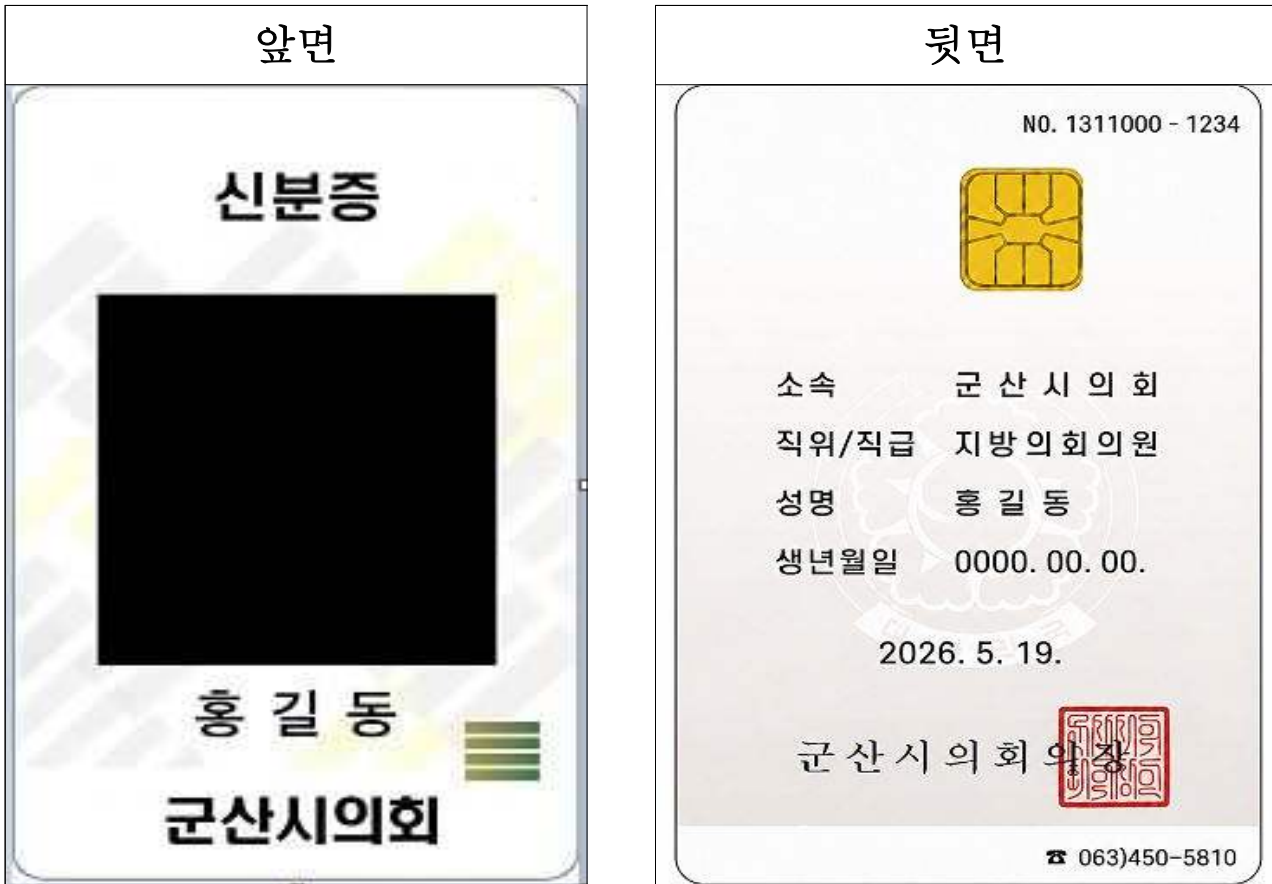 앞면
신분증
홍 길 동
군산시의회
뒷면
NO. 1311000 - 1234
소속 군 산 시 의 회
직위/직급 지방의회의원
성명 홍 길 동
생년월일 0000. 00. 00.
2026. 5. 19.
군 산 시 의 회 의 장
☎ 063)450-5810